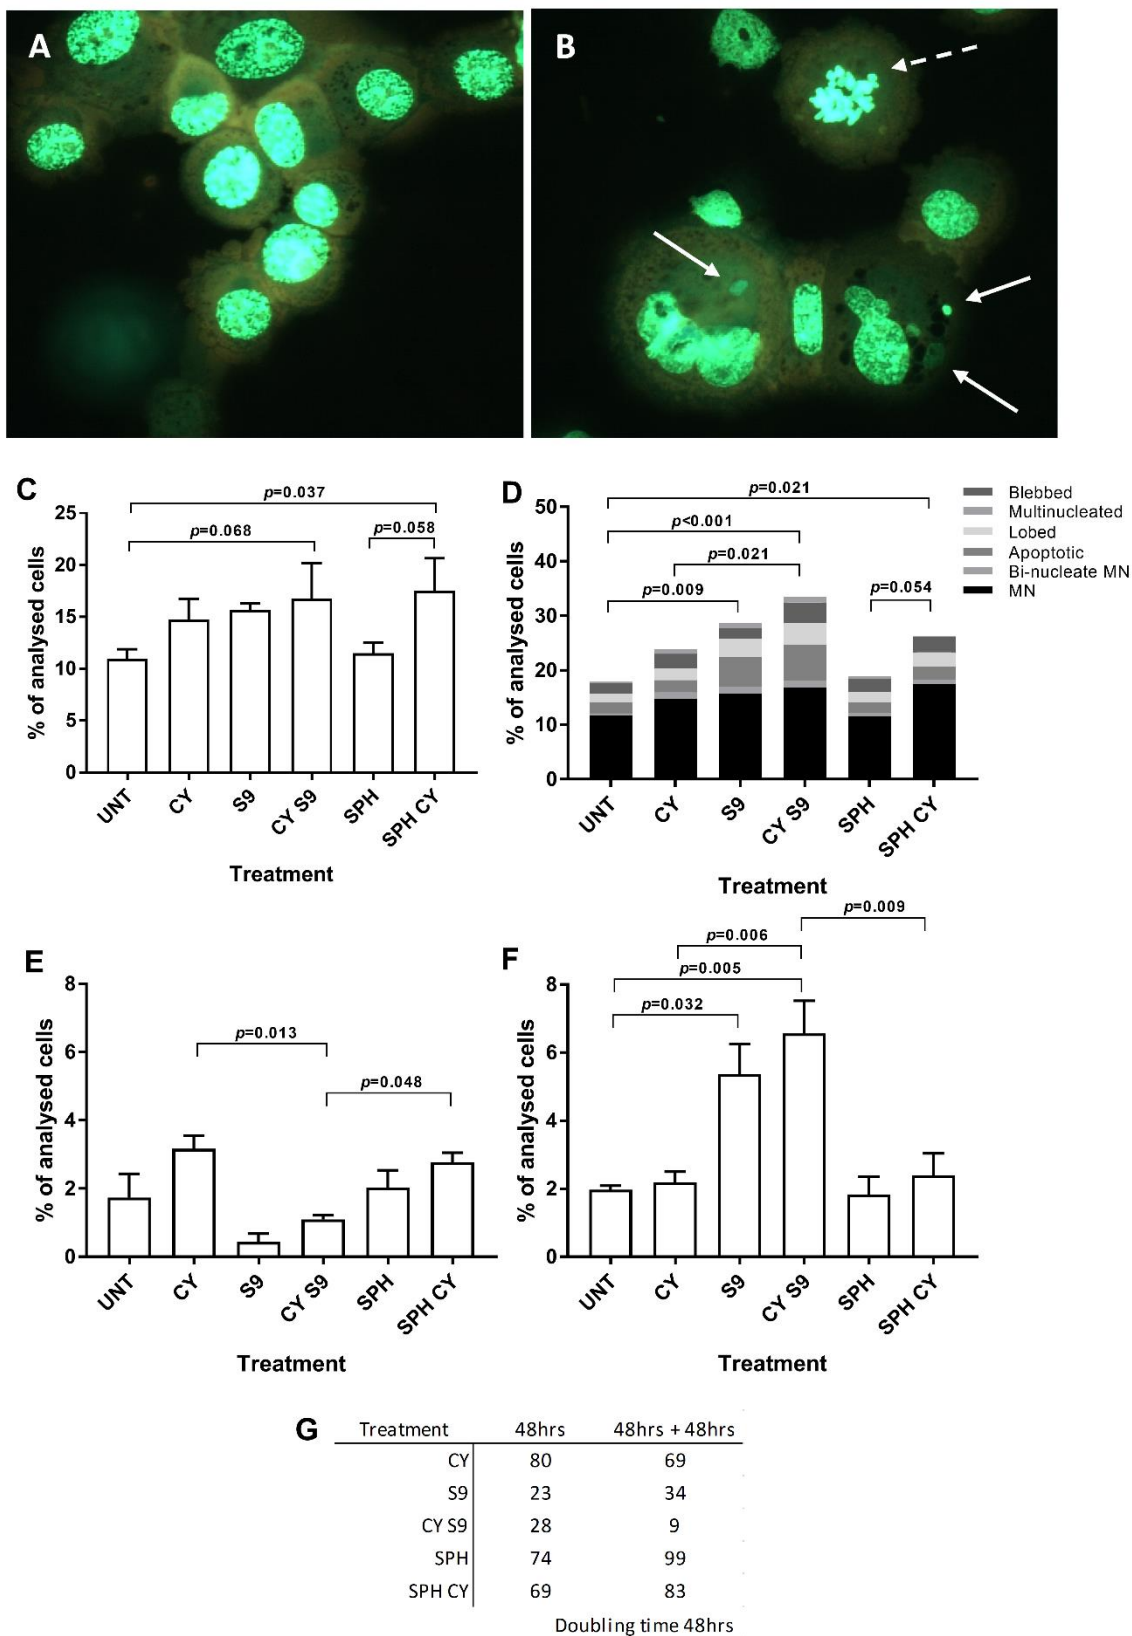 A
B
C
p=0.037
p=0.068
p=0.058
25
20
15
10
5
0
% of analysed cells
UNT
CY
S9
CY S9
SPH
SPH CY
Treatment
D
p=0.021
p<0.001
p=0.021
p=0.009
p=0.054
50
40
30
20
10
0
% of analysed cells
UNT
CY
S9
CY S9
SPH
SPH CY
Treatment
Blebbed
Multinucleated
Lobed
Apoptotic
Bi-nucleate MN
MN
E
p=0.013
p=0.048
8
6
4
2
0
% of analysed cells
UNT
CY
S9
CY S9
SPH
SPH CY
Treatment
F
p=0.009
p=0.006
p=0.005
p=0.032
8
6
4
2
0
% of analysed cells
UNT
CY
S9
CY S9
SPH
SPH CY
Treatment
G
Treatment 48hrs 48hrs + 48hrs
CY 80 69
S9 23 34
CY S9 28 9
SPH 74 99
SPH CY 69 83
Doubling time 48hrs